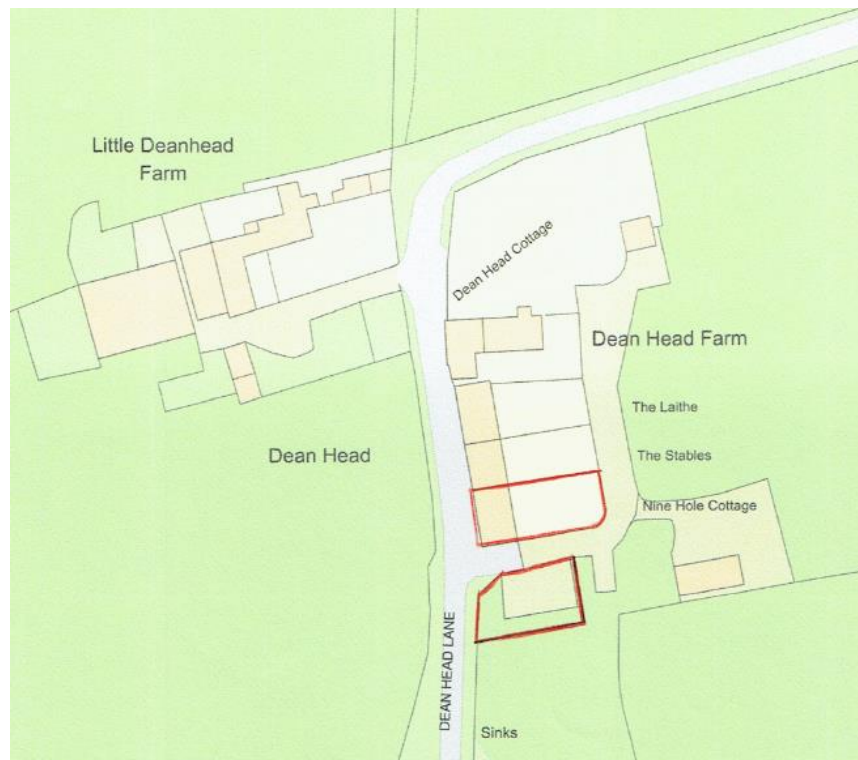 Little Deanhead
Farm
Dean Head Cottage
Dean Head Farm
The Laithe
Dean Head
The Stables
Nine Hole Cottage
DEAN HEAD LANE
Sinks